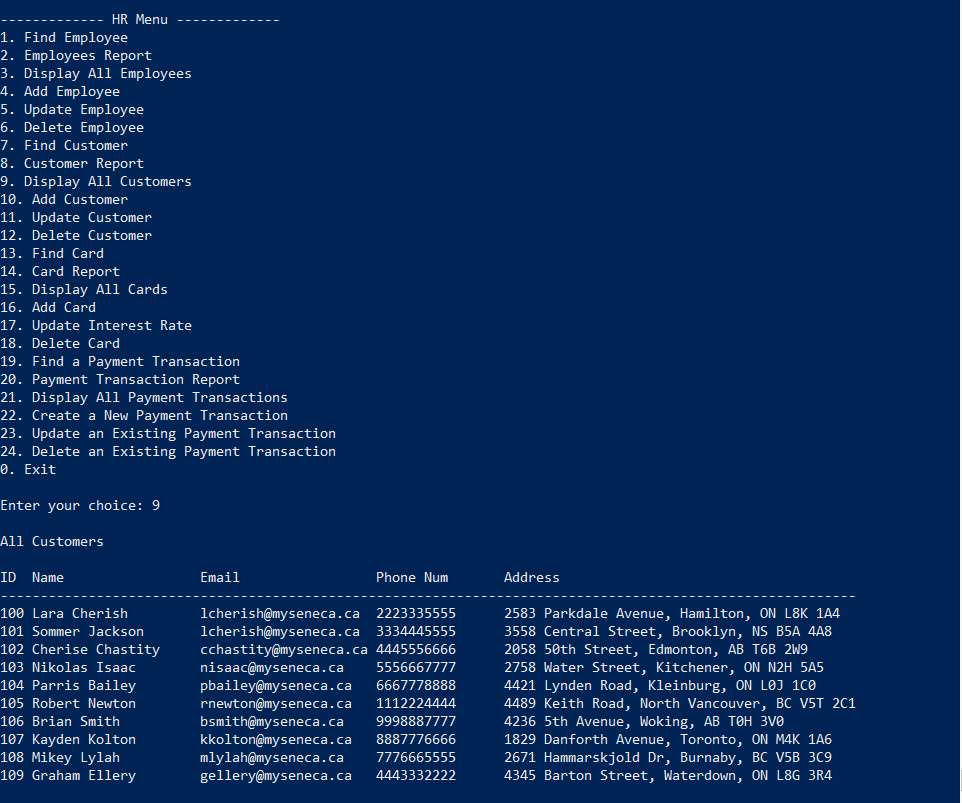 ------------- HR Menu -------------
1. Find Employee
2. Employees Report
3. Display All Employees
4. Add Employee
5. Update Employee
6. Delete Employee
7. Find Customer
8. Customer Report
9. Display All Customers
10. Add Customer
11. Update Customer
12. Delete Customer
13. Find Card
14. Card Report
15. Display All Cards
16. Add Card
17. Update Interest Rate
18. Delete Card
19. Find a Payment Transaction
20. Payment Transaction Report
21. Display All Payment Transactions
22. Create a New Payment Transaction
23. Update an Existing Payment Transaction
24. Delete an Existing Payment Transaction
0. Exit
Enter your choice: 9
All Customers
ID  Name                 Email                 Phone Num       Address
-----------------------------------------------------------------------------------------------------------
100 Lara Cherish         lcherish@myseneca.ca  2223335555      2583 Parkdale Avenue, Hamilton, ON L8K 1A4
101 Sommer Jackson       lcherish@myseneca.ca  3334445555      3558 Central Street, Brooklyn, NS B5A 4A8
102 Cherise Chastity     cchastity@myseneca.ca 4445556666      2058 50th Street, Edmonton, AB T6B 2W9
103 Nikolas Isaac        nisaac@myseneca.ca    5556667777      2758 Water Street, Kitchener, ON N2H 5A5
104 Parris Bailey        pbailey@myseneca.ca   6667778888      4421 Lynden Road, Kleinburg, ON L0J 1C0
105 Robert Newton        rnewton@myseneca.ca   1112224444      4489 Keith Road, North Vancouver, BC V5T 2C1
106 Brian Smith          bsmith@myseneca.ca    9998887777      4236 5th Avenue, Woking, AB T0H 3V0
107 Kayden Kolton        kkolton@myseneca.ca   8887776666      1829 Danforth Avenue, Toronto, ON M4K 1A6
108 Mikey Lylah          mlylah@myseneca.ca    7776665555      2671 Hammarskjold Dr, Burnaby, BC V5B 3C9
109 Graham Ellery        gellery@myseneca.ca   4443332222      4345 Barton Street, Waterdown, ON L8G 3R4